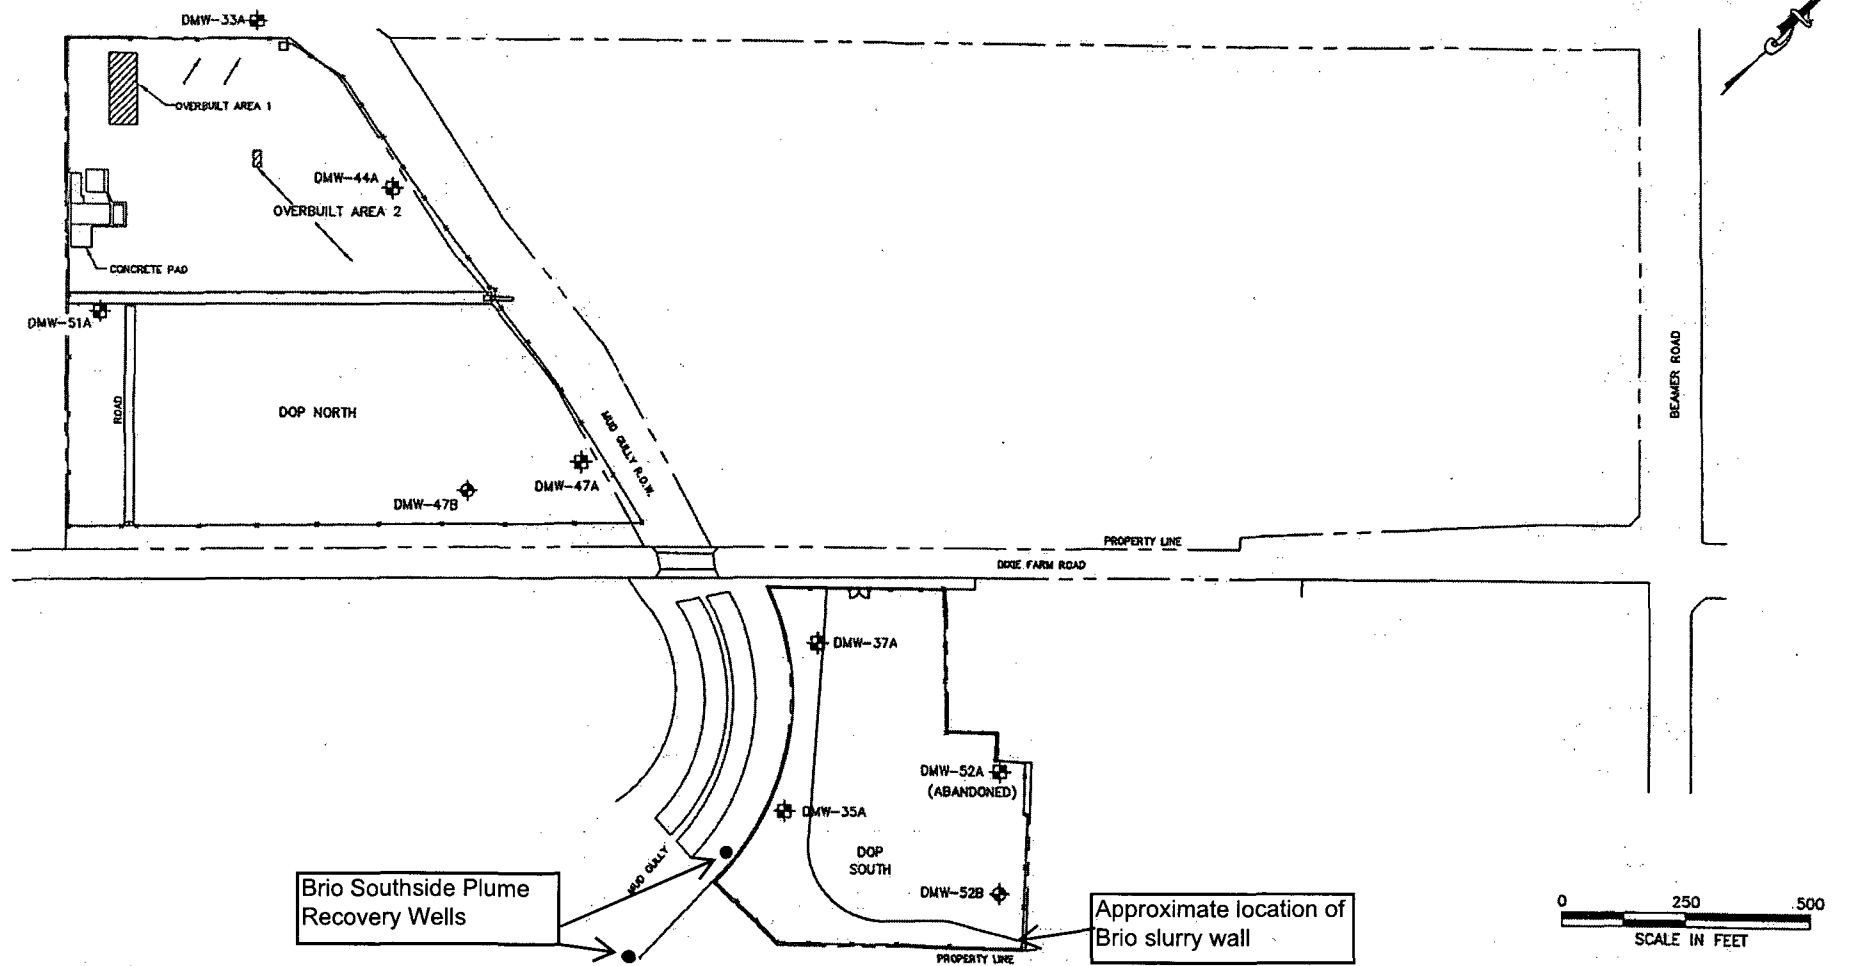 DMW-33A
OVERBUILT AREA 1
DMW-44A
OVERBUILT AREA 2
CONCRETE PAD
DMW-51A
ROAD
DOP NORTH
MUD GULLY R.O.W.
DMW-47A
DMW-47B
BEAMER ROAD
PROPERTY LINE
DIXIE FARM ROAD
DMW-37A
DMW-52A
(ABANDONED)
DMW-35A
DOP
SOUTH
MUD GULLY
DMW-52B
Brio Southside Plume
Recovery Wells
Approximate location of
Brio slurry wall
PROPERTY LINE
0 250 500
SCALE IN FEET